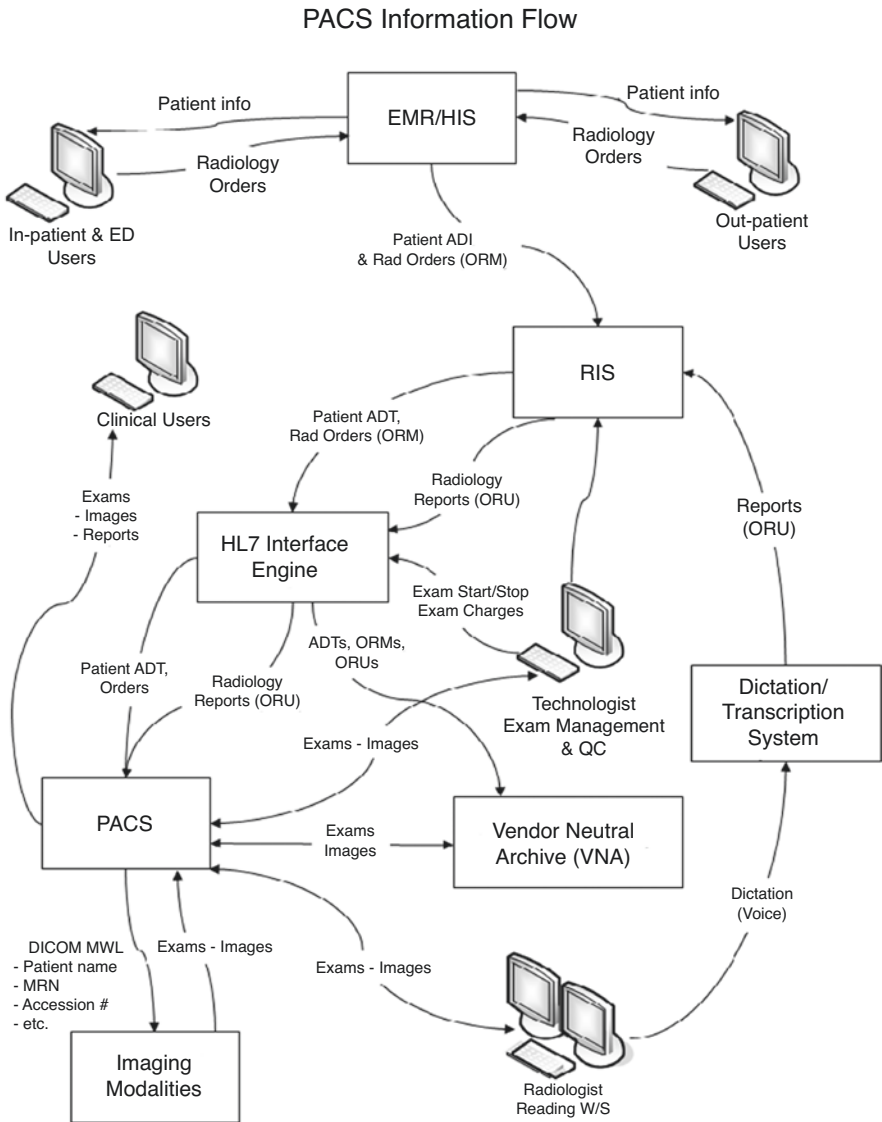 PACS Information Flow
Patient info
EMR/HIS
Patient info
Radiology
Orders
Radiology
Orders
In-patient & ED
Users
Out-patient
Users
Patient ADI
& Rad Orders (ORM)
RIS
Clinical Users
Patient ADT,
Rad Orders (ORM)
Radiology
Reports (ORU)
Exams
- Images
- Reports
Reports
(ORU)
HL7 Interface
Engine
Exam Start/Stop
Exam Charges
ADTs, ORMs,
ORUs
Patient ADT,
Orders
Radiology
Reports (ORU)
Technologist
Exam Management
& QC
Dictation/
Transcription
System
Exams - Images
PACS
Exams
Images
Vendor Neutral
Archive (VNA)
Dictation
(Voice)
DICOM MWL
- Patient name
- MRN
- Accession #
- etc.
Exams - Images
Exams - Images
Imaging
Modalities
Radiologist
Reading W/S